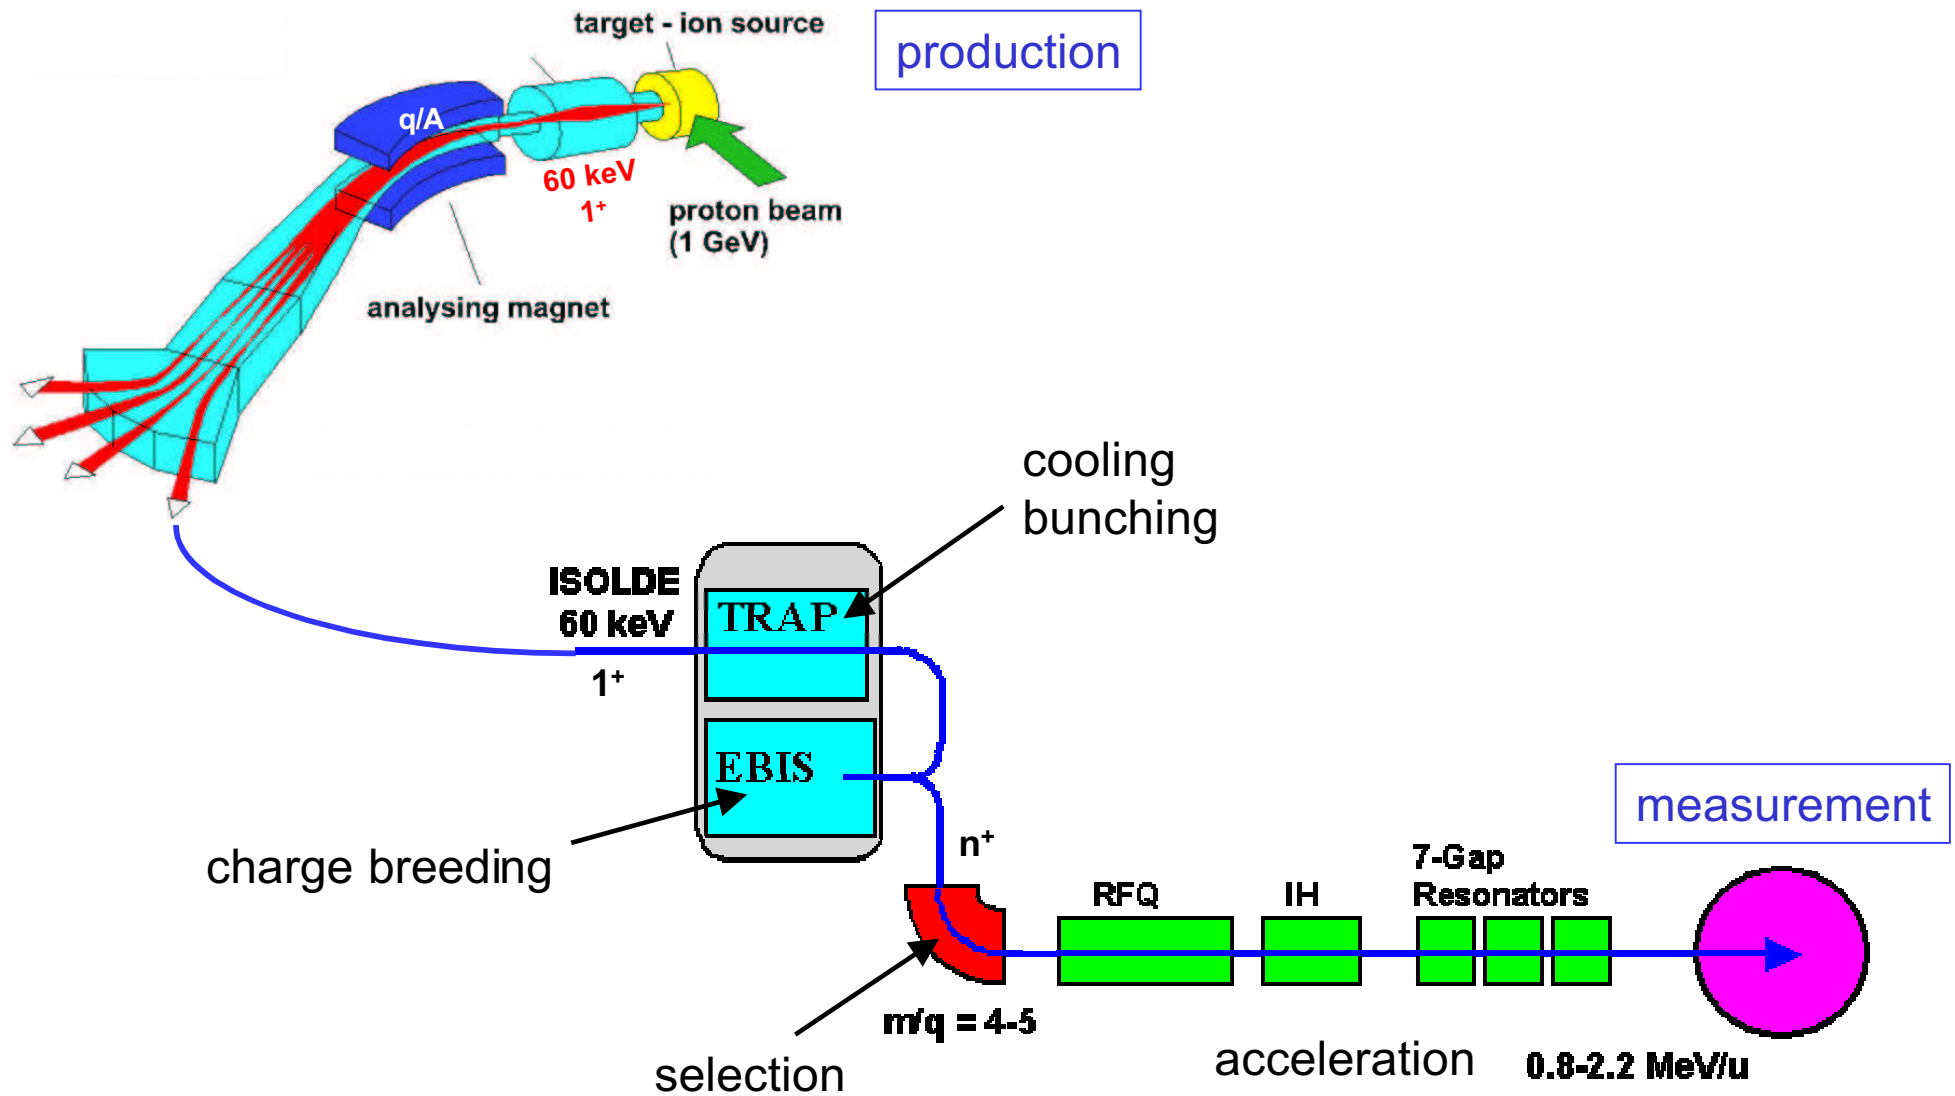 target - ion source
production
q/A
60 keV
1+
proton beam
(1 GeV)
analysing magnet
cooling
bunching
ISOLDE
60 keV
1+
TRAP
EBIS
charge breeding
n+
measurement
7-Gap
Resonators
RFQ
IH
m/q = 4-5
selection
acceleration
0.8-2.2 MeV/u